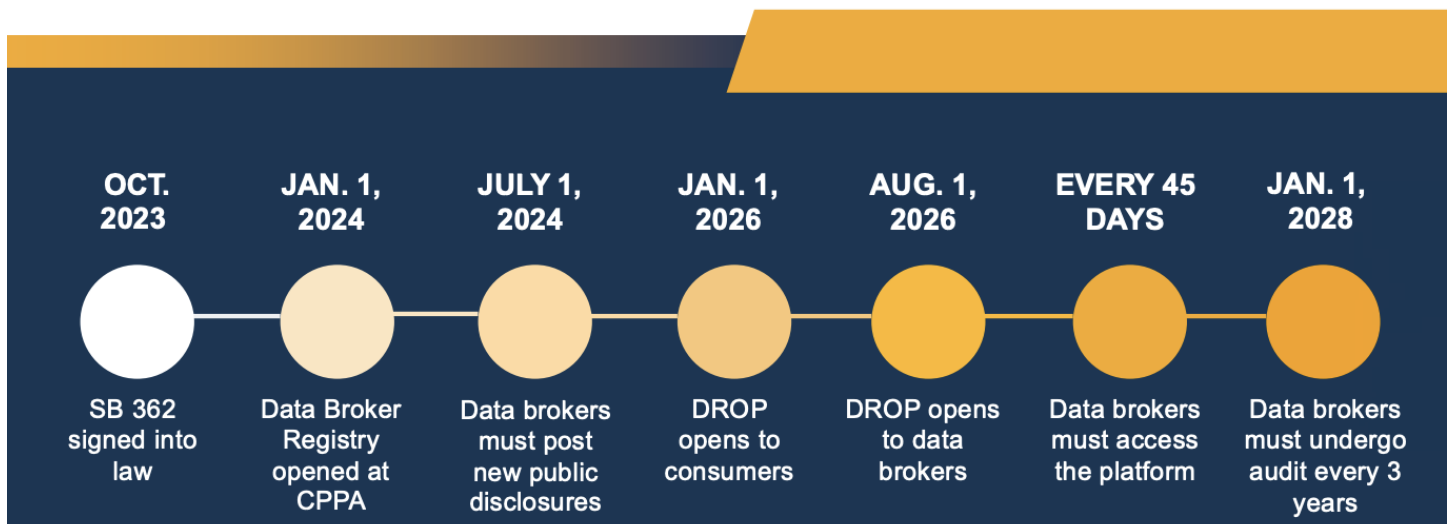 OCT.
2023
JAN. 1,
2024
JULY 1,
2024
JAN. 1,
2026
AUG. 1,
2026
EVERY 45
DAYS
JAN. 1,
2028
SB 362
signed into
law
Data Broker
Registry
opened at
CPPA
Data brokers
must post
new public
disclosures
DROP
opens to
consumers
DROP opens
to data
brokers
Data brokers
must access
the platform
Data brokers
must undergo
audit every 3
years